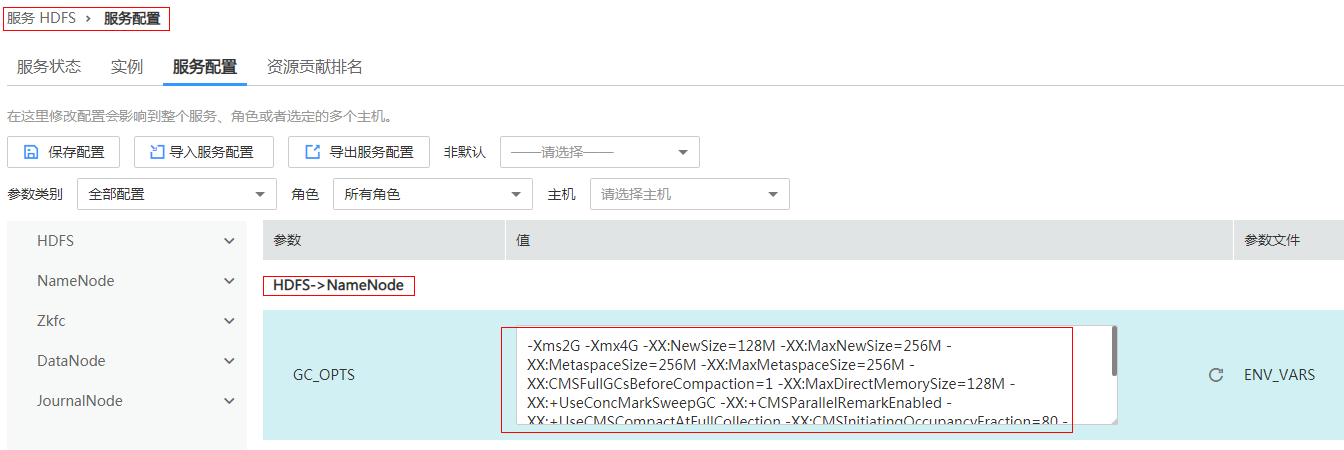 服务 HDFS › 服务配置
服务状态 实例 服务配置 资源贡献排名
在这里修改配置会影响到整个服务、角色或者选定的多个主机。
保存配置 导入服务配置 导出服务配置 非默认 ——请选择——
参数类别 全部配置 角色 所有角色 主机 请选择主机
HDFS
NameNode
Zkfc
DataNode
JournalNode
参数 值 参数文件
HDFS->NameNode
GC_OPTS
-Xms2G -Xmx4G -XX:NewSize=128M -XX:MaxNewSize=256M -
XX:MetaspaceSize=256M -XX:MaxMetaspaceSize=256M -
XX:CMSFullGCsBeforeCompaction=1 -XX:MaxDirectMemorySize=128M -
XX:+UseConcMarkSweepGC -XX:+CMSParallelRemarkEnabled -
XX:+UseCMSCompactAtFullCollection -XX:CMSInitiatingOccupancyFraction=80 -
ENV_VARS